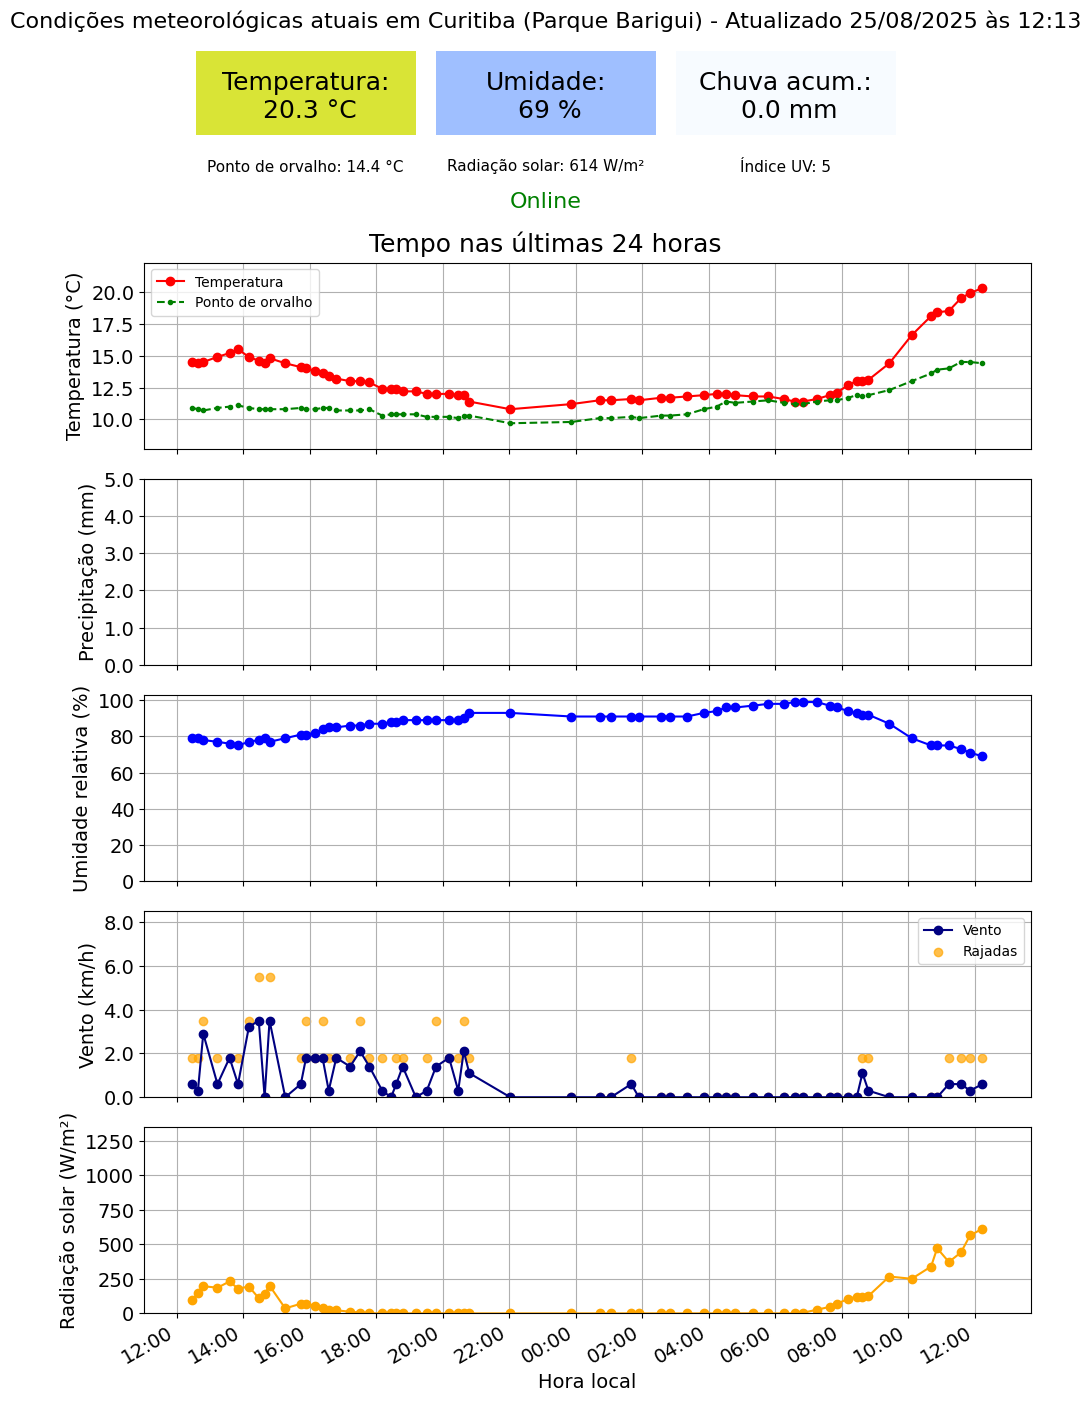 Condições meteorológicas atuais em Curitiba (Parque Barigui) - Atualizado 25/08/2025 às 12:13
Temperatura:
20.3 °C
Umidade:
69 %
Chuva acum.:
0.0 mm
Ponto de orvalho: 14.4 °C
Radiação solar: 614 W/m²
Índice UV: 5
Online
Tempo nas últimas 24 horas
Temperatura (°C)
20.0
17.5
15.0
12.5
10.0
Temperatura
Ponto de orvalho
Precipitação (mm)
5.0
4.0
3.0
2.0
1.0
0.0
Umidade relativa (%)
100
80
60
40
20
0
Vento (km/h)
8.0
6.0
4.0
2.0
0.0
Vento
Rajadas
Radiação solar (W/m²)
1250
1000
750
500
250
0
12:00
14:00
16:00
18:00
20:00
22:00
00:00
02:00
04:00
06:00
08:00
10:00
12:00
Hora local